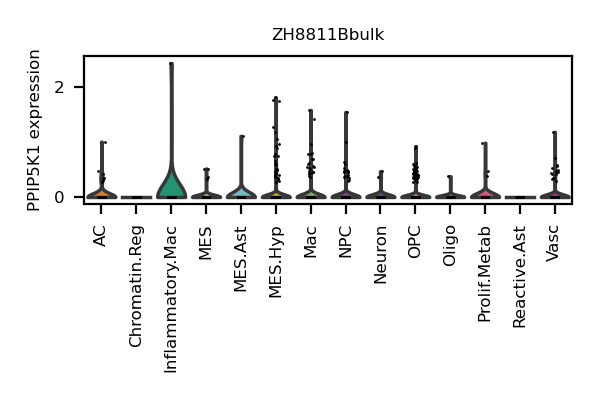 ZH8811Bbulk
PPIP5K1 expression
2
0
AC
Chromatin.Reg
Inflammatory.Mac
MES
MES.Ast
MES.Hyp
Mac
NPC
Neuron
OPC
Oligo
Prolif.Metab
Reactive.Ast
Vasc